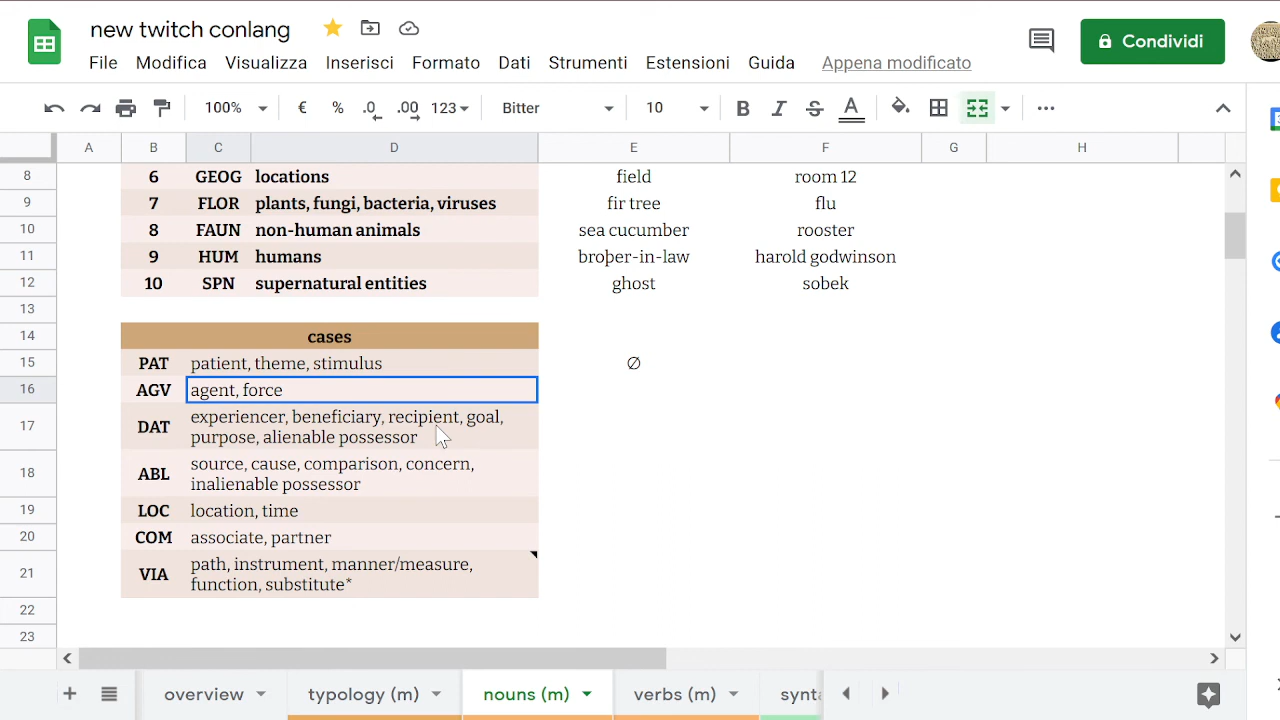 new twitch conlang
File Modifica Visualizza Inserisci Formato Dati Strumenti Estensioni Guida Appena modificato
Condividi
100% € % .0 .00 123 Bitter 10 B I S A
A B C D E F G H
8 6 GEOG locations field room 12
9 7 FLOR plants, fungi, bacteria, viruses fir tree flu
10 8 FAUN non-human animals sea cucumber rooster
11 9 HUM humans broþer-in-law harold godwinson
12 10 SPN supernatural entities ghost sobek
13
14 cases
15 PAT patient, theme, stimulus ∅
16 AGV agent, force
17 DAT experiencer, beneficiary, recipient, goal,
purpose, alienable possessor
18 ABL source, cause, comparison, concern,
inalienable possessor
19 LOC location, time
20 COM associate, partner
21 VIA path, instrument, manner/measure,
function, substitute*
22
23
overview typology (m) nouns (m) verbs (m)